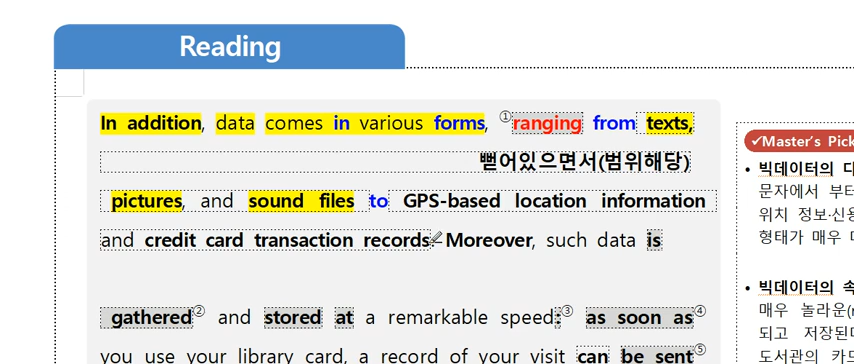 Reading
In addition, data comes in various forms, ①ranging from texts,
뻗어있으면서(범위해당)
pictures, and sound files to GPS-based location information
and credit card transaction records. Moreover, such data is
gathered② and stored at a remarkable speed:③ as soon as④
you use your library card, a record of your visit can be sent⑤
✓Master's Pick
• 빅데이터의
문자에서 부터
위치 정보·신용
형태가 매우
• 빅데이터의
매우 놀라운(r
되고 저장된다
도서관의 카드